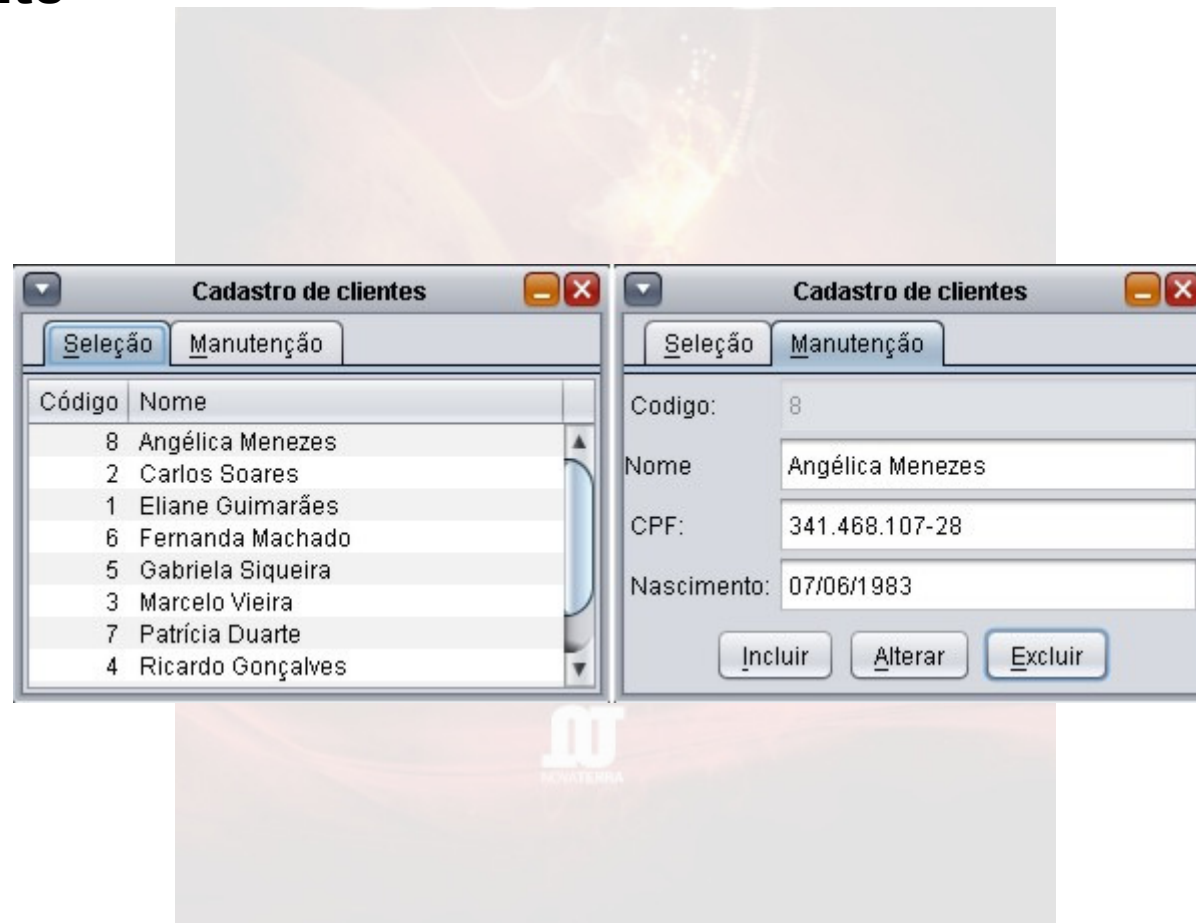 Cadastro de clientes
Seleção Manutenção
Código Nome
8 Angélica Menezes
2 Carlos Soares
1 Eliane Guimarães
6 Fernanda Machado
5 Gabriela Siqueira
3 Marcelo Vieira
7 Patrícia Duarte
4 Ricardo Gonçalves
Cadastro de clientes
Seleção Manutenção
Codigo: 8
Nome Angélica Menezes
CPF: 341.468.107-28
Nascimento: 07/06/1983
Incluir Alterar Excluir
NOVATERRA